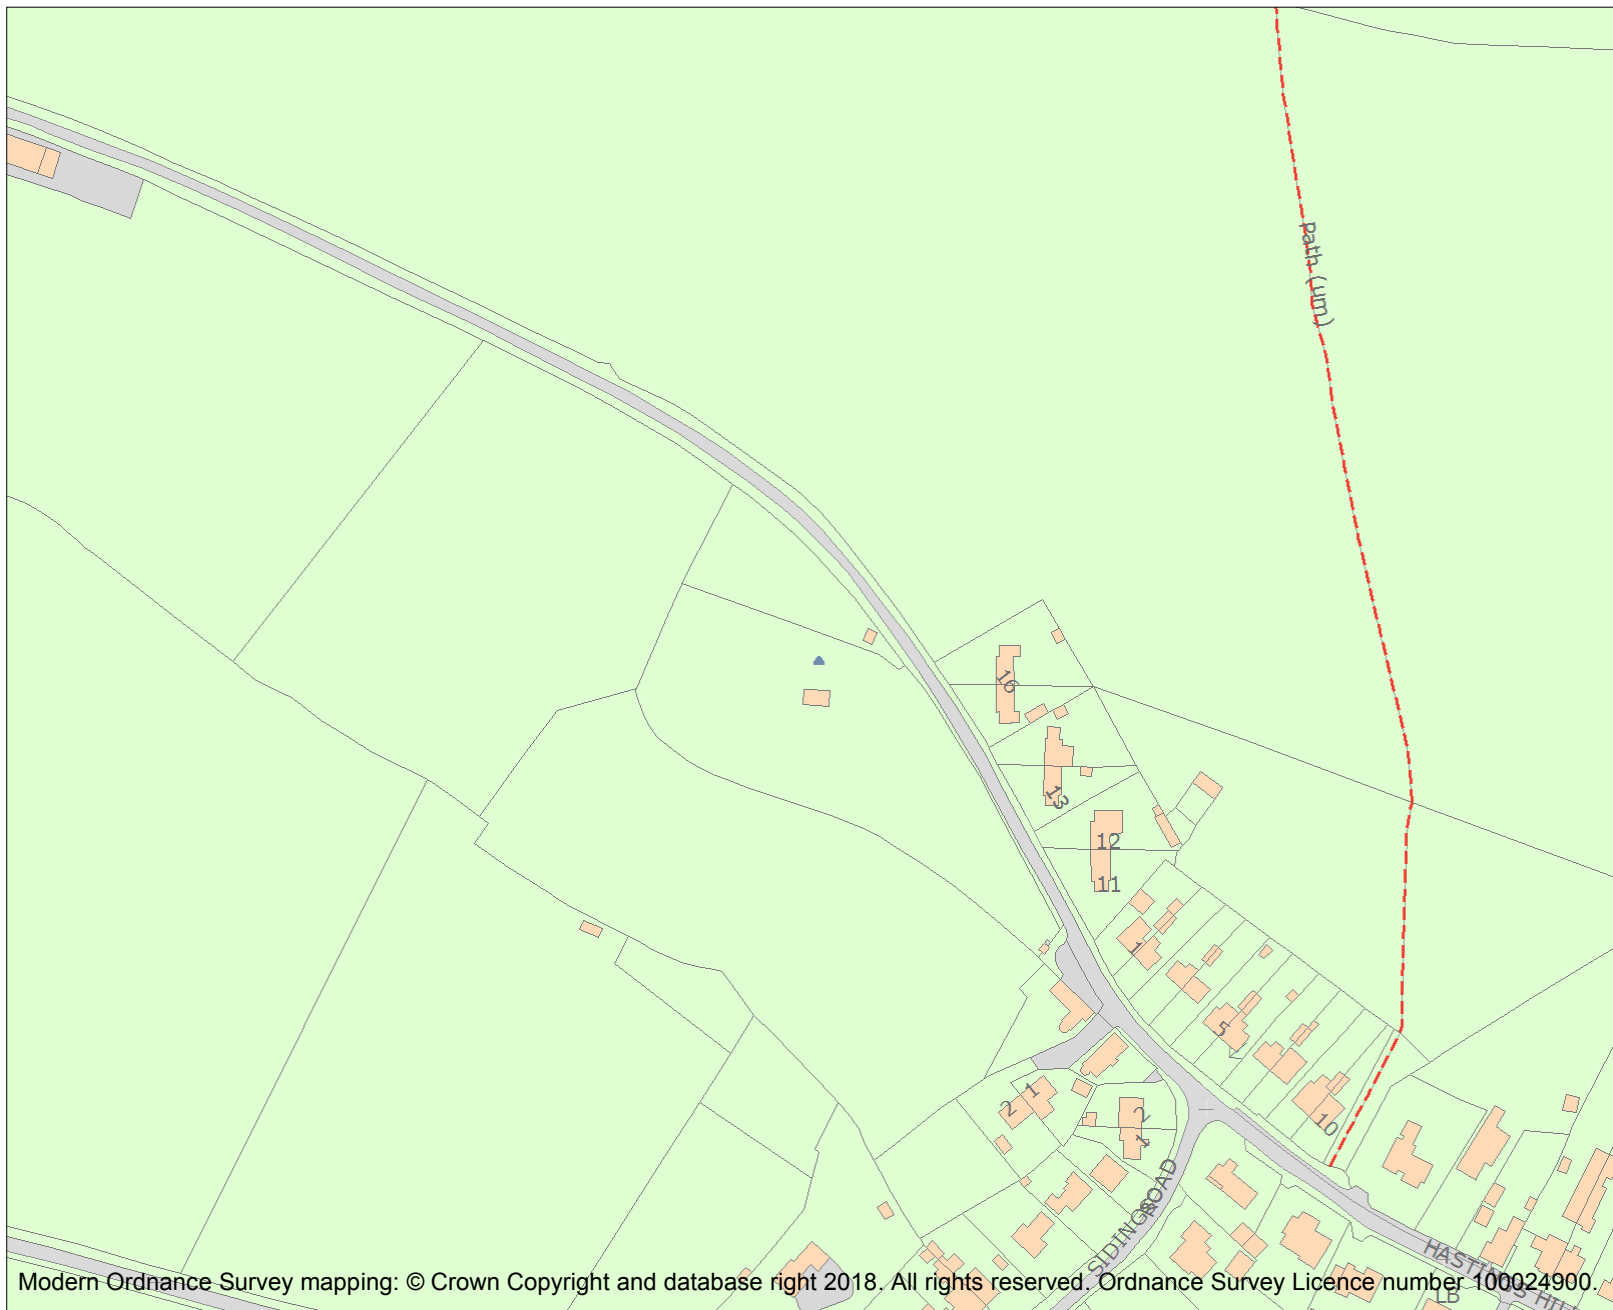 Path (um)
16
13
12
11
1
5
1
2
2
1
10
SIDINGS ROAD
HASTINGS HILL
LB
Modern Ordnance Survey mapping: © Crown Copyright and database right 2018. All rights reserved. Ordnance Survey Licence number 100024900.